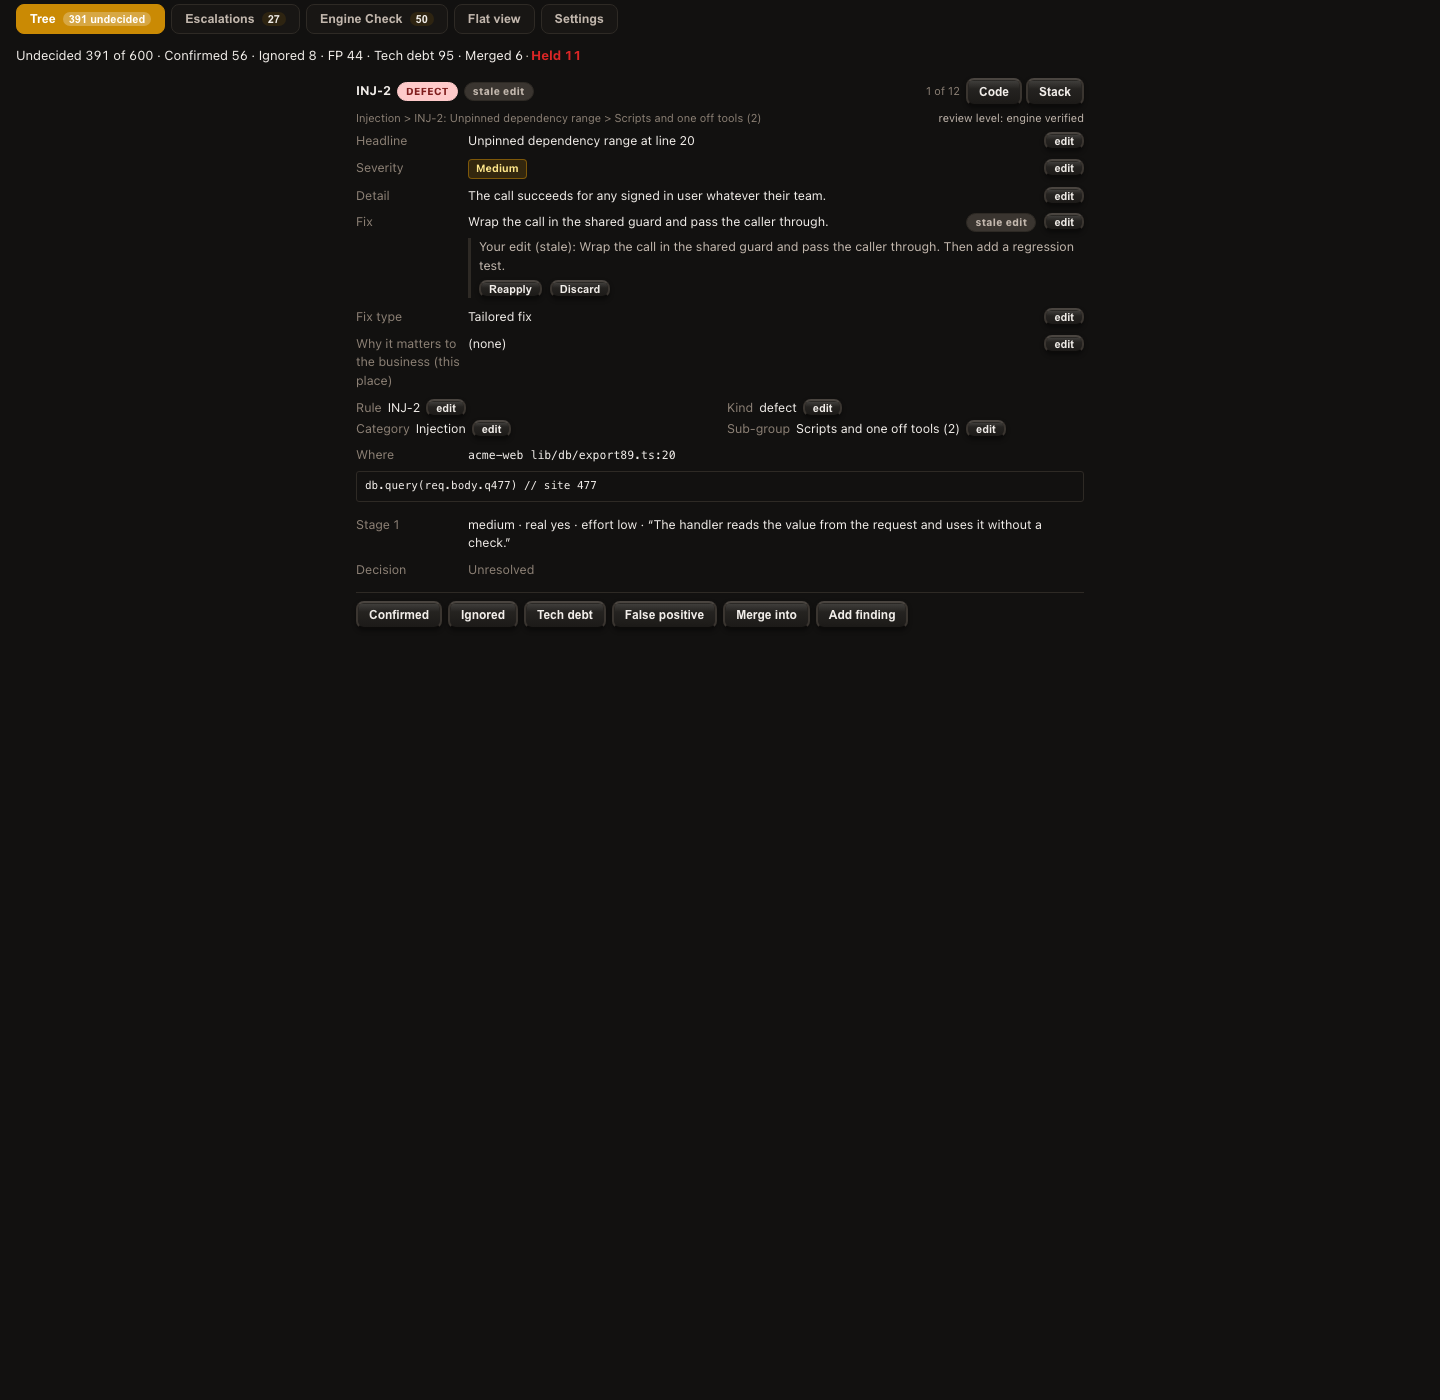 Tree 391 undecided Escalations 27 Engine Check 50 Flat view Settings
Undecided 391 of 600 · Confirmed 56 · Ignored 8 · FP 44 · Tech debt 95 · Merged 6 · Held 11
INJ-2 DEFECT stale edit 1 of 12 Code Stack
Injection > INJ-2: Unpinned dependency range > Scripts and one off tools (2) review level: engine verified
Headline Unpinned dependency range at line 20 edit
Severity Medium edit
Detail The call succeeds for any signed in user whatever their team. edit
Fix Wrap the call in the shared guard and pass the caller through. stale edit edit
Your edit (stale): Wrap the call in the shared guard and pass the caller through. Then add a regression
test.
Reapply Discard
Fix type Tailored fix edit
Why it matters to (none) edit
the business (this
place)
Rule INJ-2 edit Kind defect edit
Category Injection edit Sub-group Scripts and one off tools (2) edit
Where acme-web lib/db/export89.ts:20
db.query(req.body.q477) // site 477
Stage 1 medium · real yes · effort low · “The handler reads the value from the request and uses it without a
check.”
Decision Unresolved
Confirmed Ignored Tech debt False positive Merge into Add finding